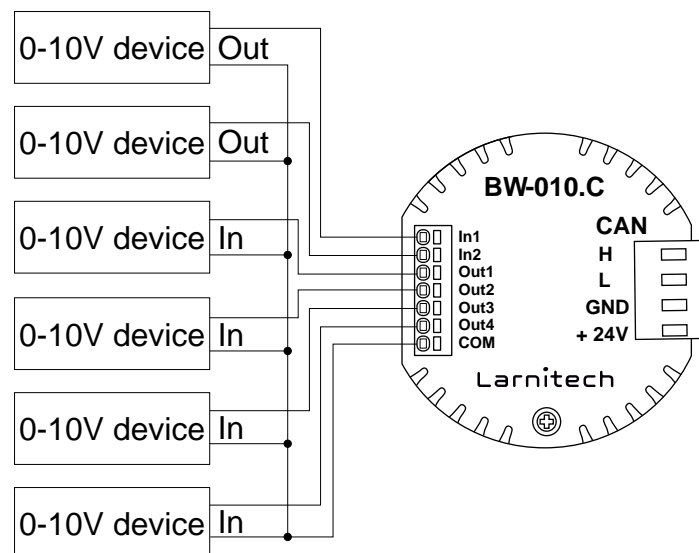 0-10V device Out
0-10V device Out
0-10V device In
0-10V device In
0-10V device In
0-10V device In
BW-010.C
In1
In2
Out1
Out2
Out3
Out4
COM
CAN
H
L
GND
+ 24V
Larnitech